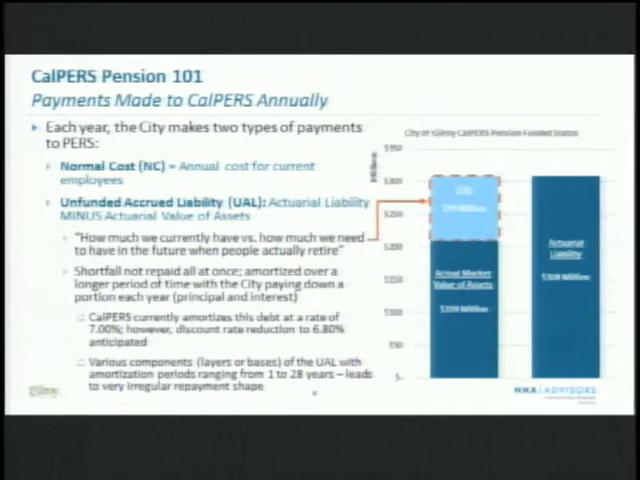 CalPERS Pension 101
Payments Made to CalPERS Annually
Each year, the City makes two types of payments
to PERS:
Normal Cost (NC) = Annual cost for current
employees
Unfunded Accrued Liability (UAL): Actuarial Liability
MINUS Actuarial Value of Assets
"How much we currently have vs. how much we need
to have in the future when people actually retire"
Shortfall not repaid all at once; amortized over a
longer period of time with the City paying down a
portion each year (principal and interest)
CalPERS currently amortizes this debt at a rate of
7.00%; however, discount rate reduction to 6.80%
anticipated
Various components (layers or bases) of the UAL with
amortization periods ranging from 1 to 28 years – leads
to very irregular repayment shape
City of Gilroy CalPERS Pension Funded Status
Millions
$350
$300
$250
$200
$150
$100
$50
$-
Actual Market
Value of Assets
Actuarial
Liability
$308 Million
NHA | ADVISORS